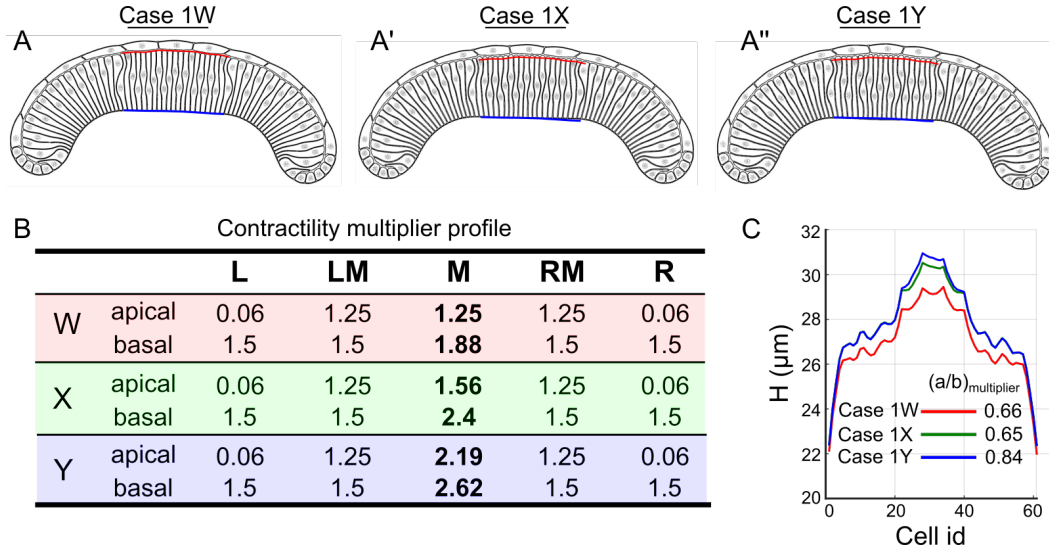 Case 1W Case 1X Case 1Y
A A' A"
B Contractility multiplier profile
L LM M RM R
W apical 0.06 1.25 1.25 1.25 0.06
basal 1.5 1.5 1.88 1.5 1.5
X apical 0.06 1.25 1.56 1.25 0.06
basal 1.5 1.5 2.4 1.5 1.5
Y apical 0.06 1.25 2.19 1.25 0.06
basal 1.5 1.5 2.62 1.5 1.5
C
32
30
28
26
24
22
20
H (μm)
(a/b)multiplier
Case 1W 0.66
Case 1X 0.65
Case 1Y 0.84
0 20 40 60
Cell id